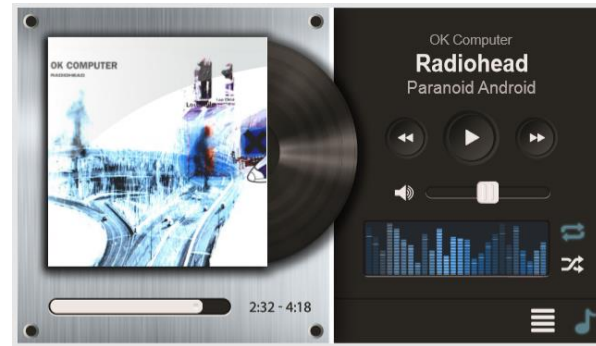 OK COMPUTER
RADIOHEAD
2:32 - 4:18
OK Computer
Radiohead
Paranoid Android